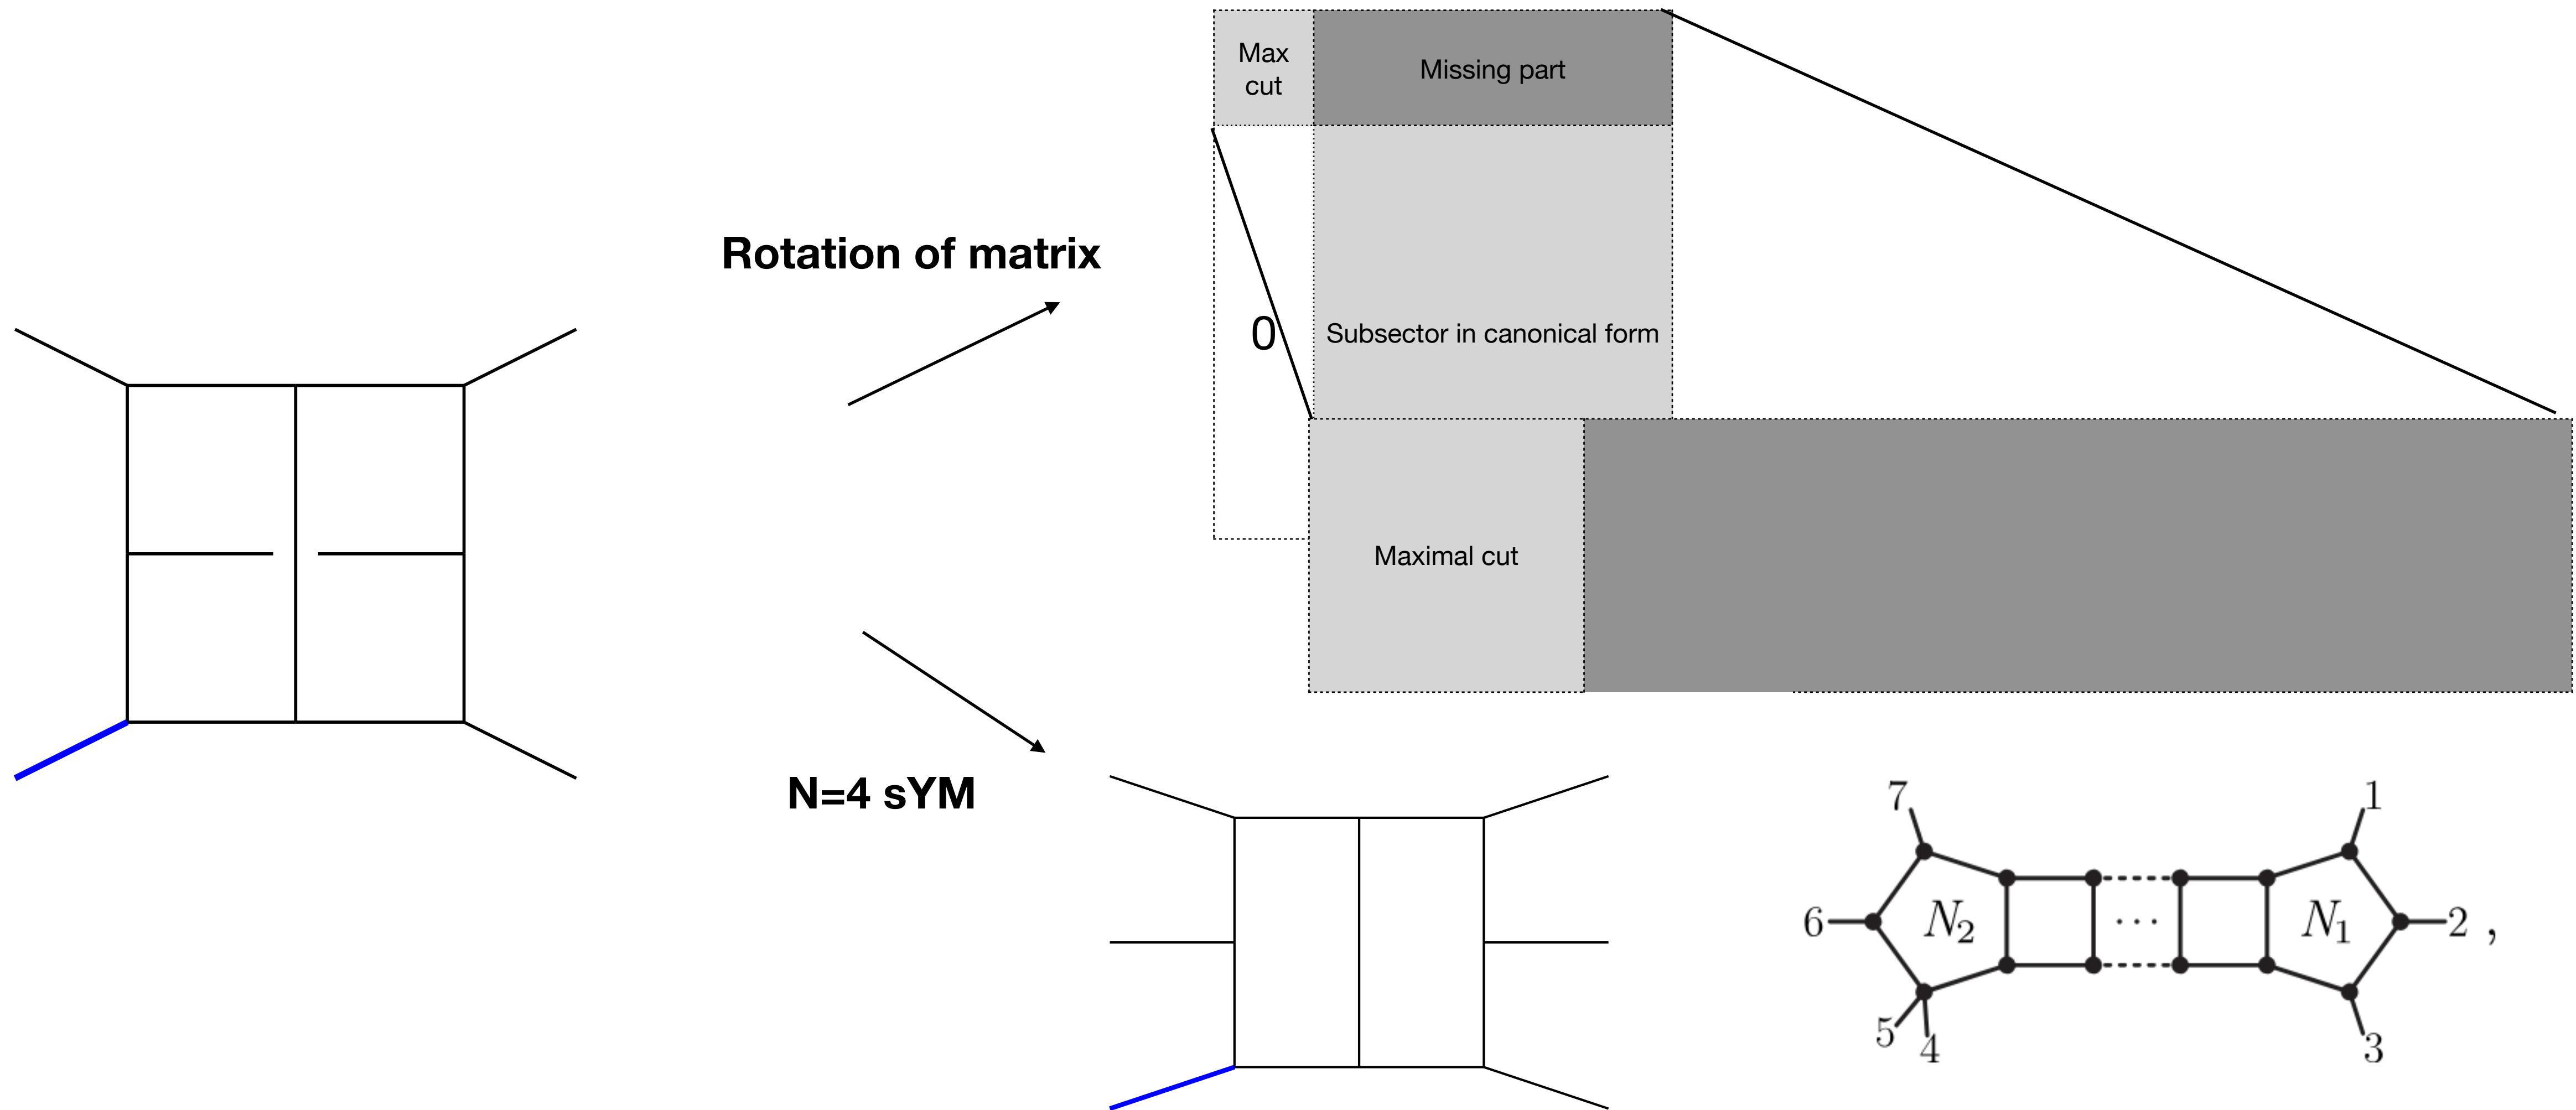 Max
cut
Missing part
Rotation of matrix
0
Subsector in canonical form
Maximal cut
N=4 sYM
7
1
6
N₂
...
N₁
2 ,
5
4
3